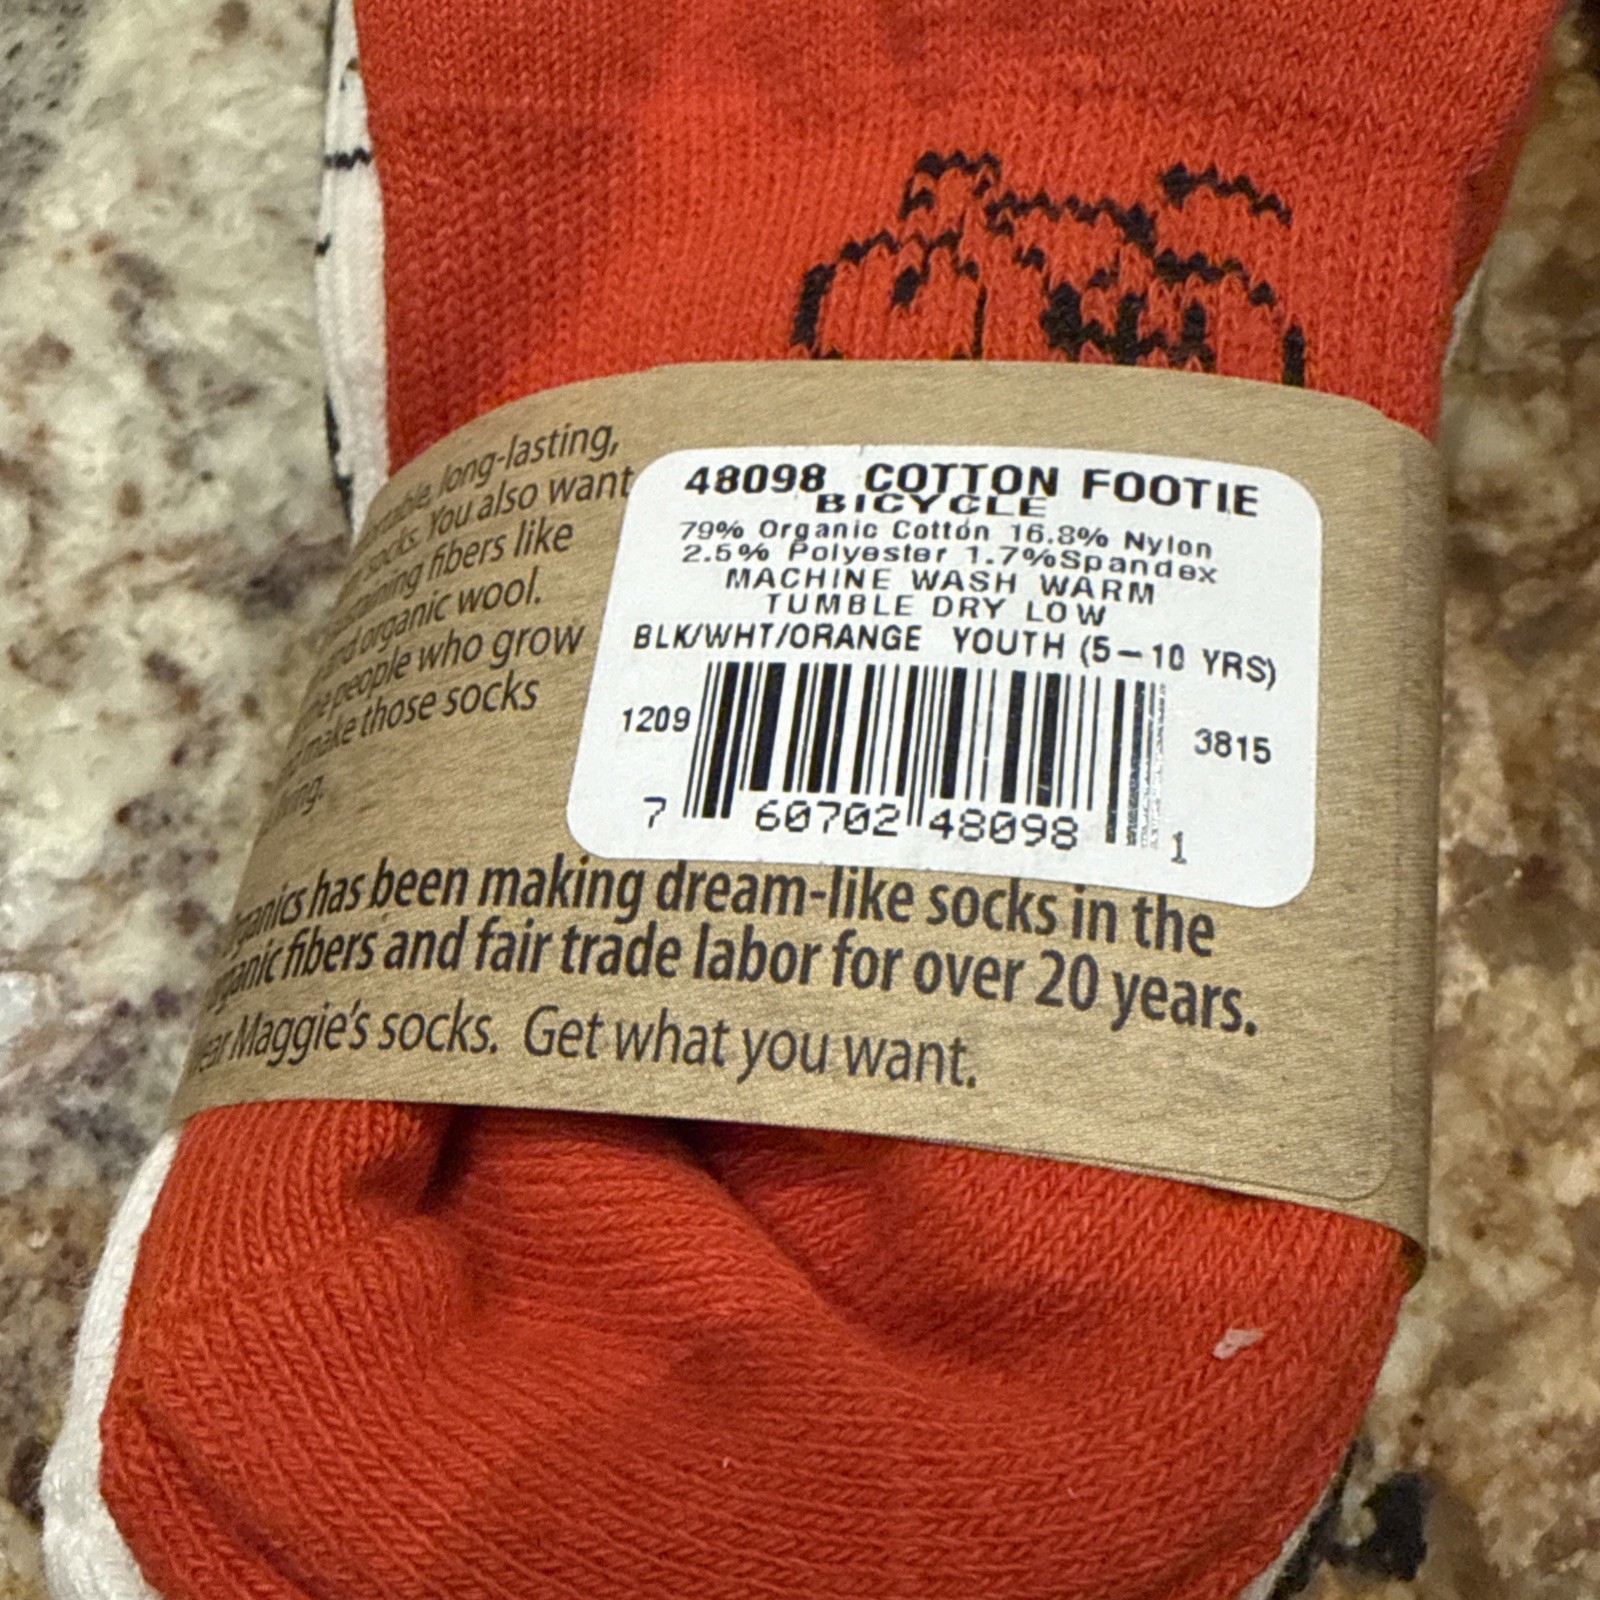 long-lasting,
socks. You also want
fibers like
and organic wool.
people who grow
make those socks
48098 COTTON FOOTIE
BICYCLE
79% Organic Cotton 16.8% Nylon
2.5% Polyester 1.7%Spandex
MACHINE WASH WARM
TUMBLE DRY LOW
BLK/WHT/ORANGE YOUTH (5-10 YRS)
1209 3815
7 60702 48098 1
has been making dream-like socks in the
fibers and fair trade labor for over 20 years.
Maggie's socks. Get what you want.